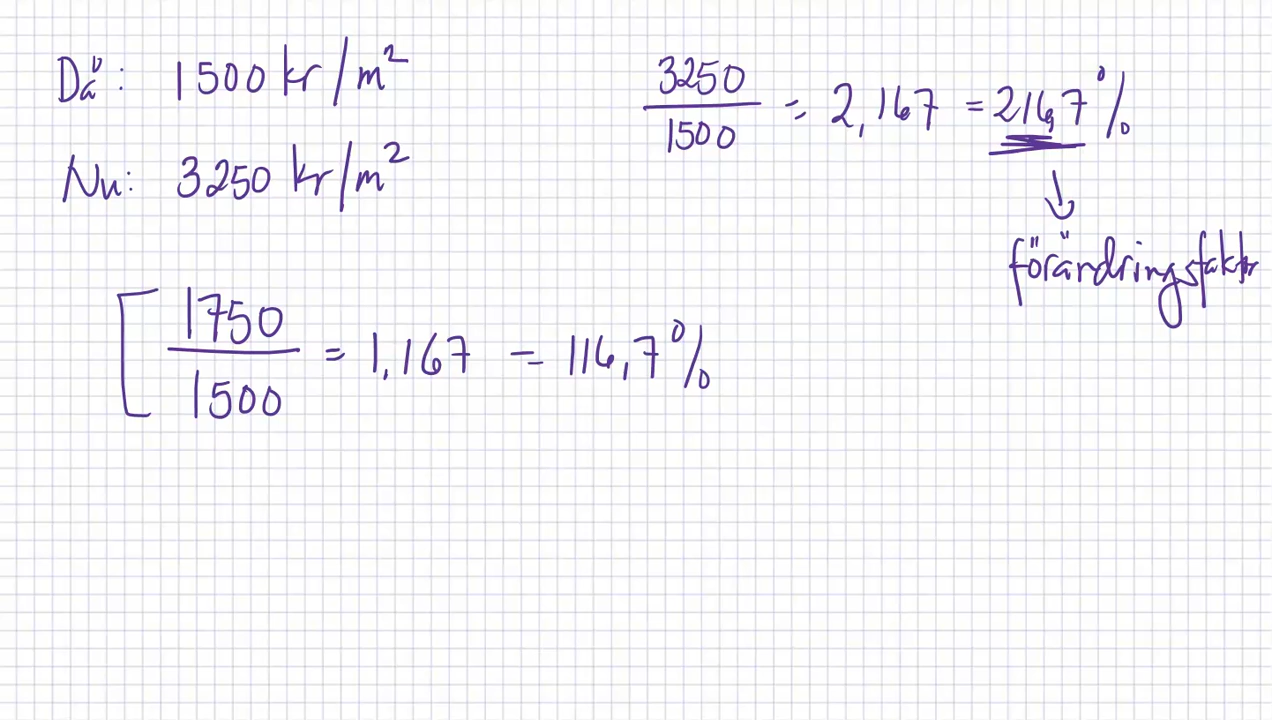 Då: 1500 kr/m²
Nu: 3250 kr/m²
3250/1500 = 2,167 = 216,7 %
förändringsfaktor
1750/1500 = 1,167 = 116,7 %